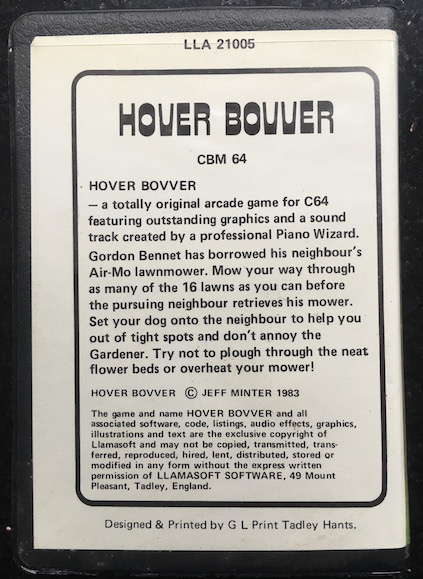 LLA 21005
HOVER BOVVER
CBM 64
HOVER BOVVER
— a totally original arcade game for C64
featuring outstanding graphics and a sound
track created by a professional Piano Wizard.
Gordon Bennet has borrowed his neighbour's
Air-Mo lawnmower. Mow your way through
as many of the 16 lawns as you can before
the pursuing neighbour retrieves his mower.
Set your dog onto the neighbour to help you
out of tight spots and don't annoy the
Gardener. Try not to plough through the neat
flower beds or overheat your mower!
HOVER BOVVER © JEFF MINTER 1983
The game and name HOVER BOVVER and all
associated software, code, listings, audio effects, graphics,
illustrations and text are the exclusive copyright of
Llamasoft and may not be copied, transmitted, trans-
ferred, reproduced, hired, lent, distributed, stored or
modified in any form without the express written
permission of LLAMASOFT SOFTWARE, 49 Mount
Pleasant, Tadley, England.
Designed & Printed by G L Print Tadley Hants.